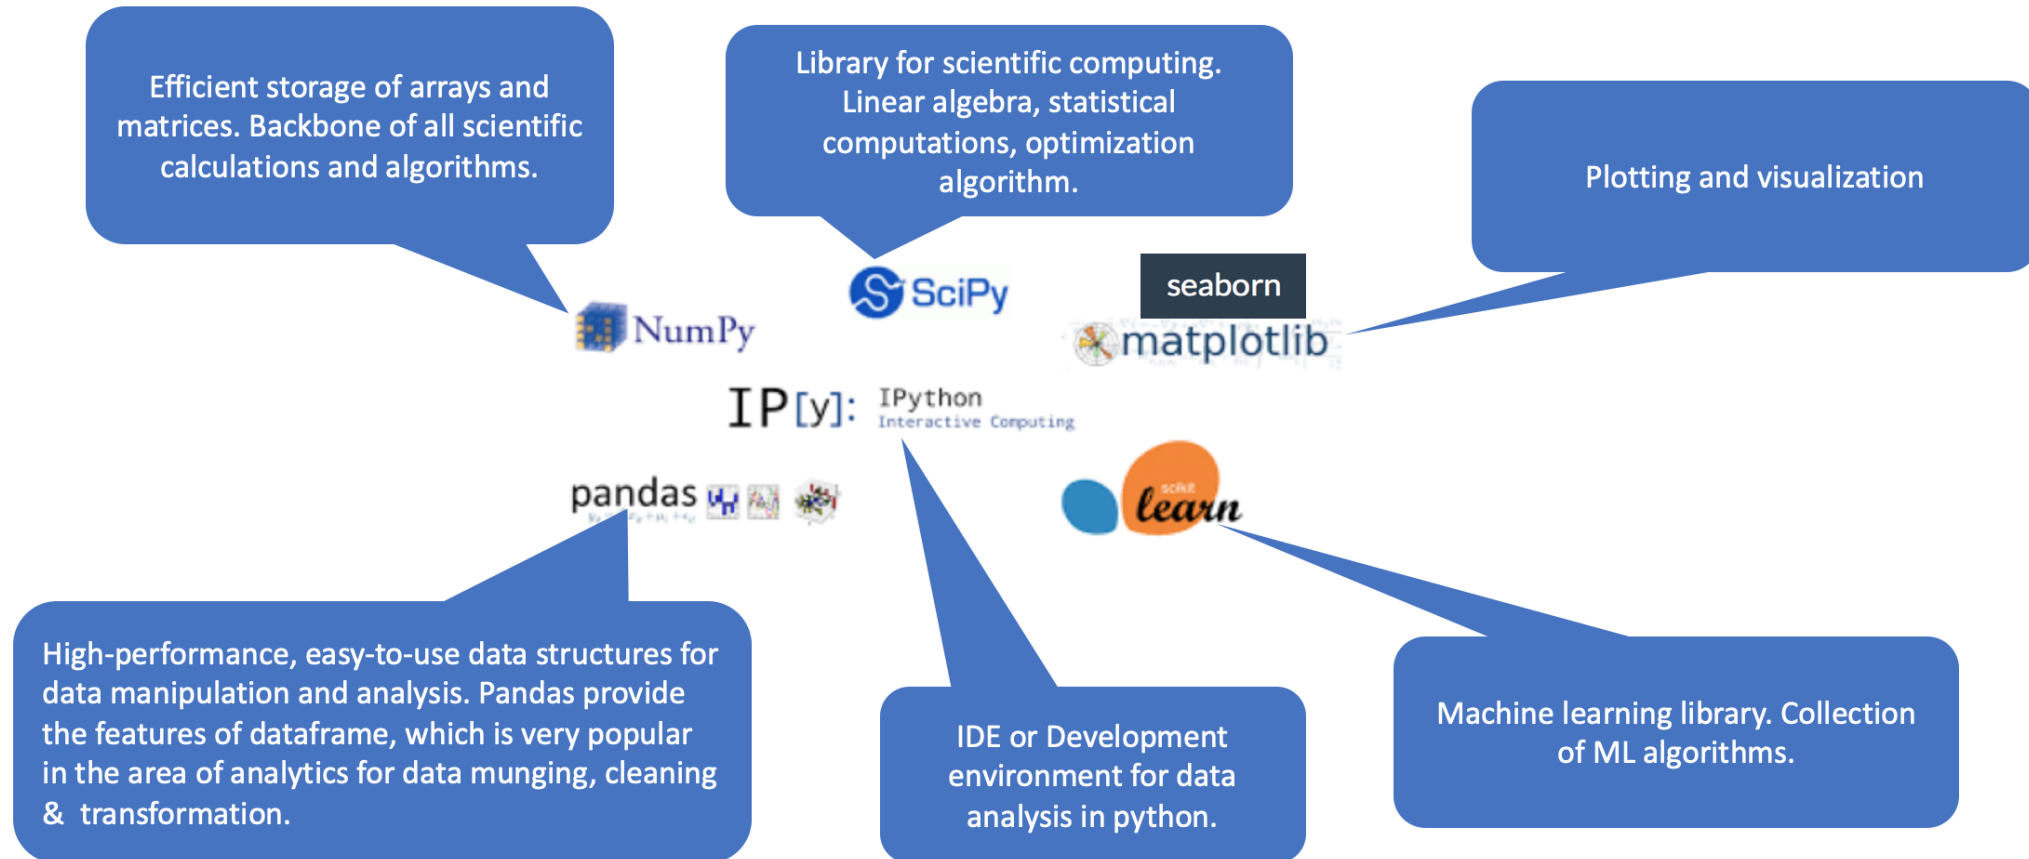 Efficient storage of arrays and
matrices. Backbone of all scientific
calculations and algorithms.
Library for scientific computing.
Linear algebra, statistical
computations, optimization
algorithm.
Plotting and visualization
NumPy
SciPy
seaborn
matplotlib
IP[y]:
IPython
Interactive Computing
pandas
scikit
learn
High-performance, easy-to-use data structures for
data manipulation and analysis. Pandas provide
the features of dataframe, which is very popular
in the area of analytics for data munging, cleaning
&  transformation.
IDE or Development
environment for data
analysis in python.
Machine learning library. Collection
of ML algorithms.